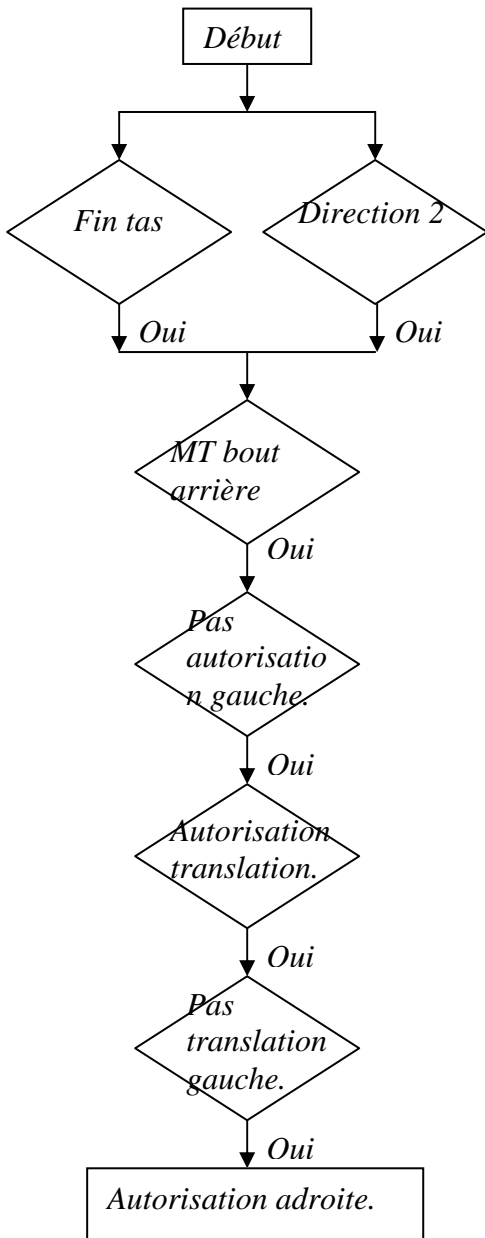 Début
Fin tas
Direction 2
Oui
Oui
MT bout
arrière
Oui
Pas
autorisatio
n gauche.
Oui
Autorisation
translation.
Oui
Pas
translation
gauche.
Oui
Autorisation adroite.